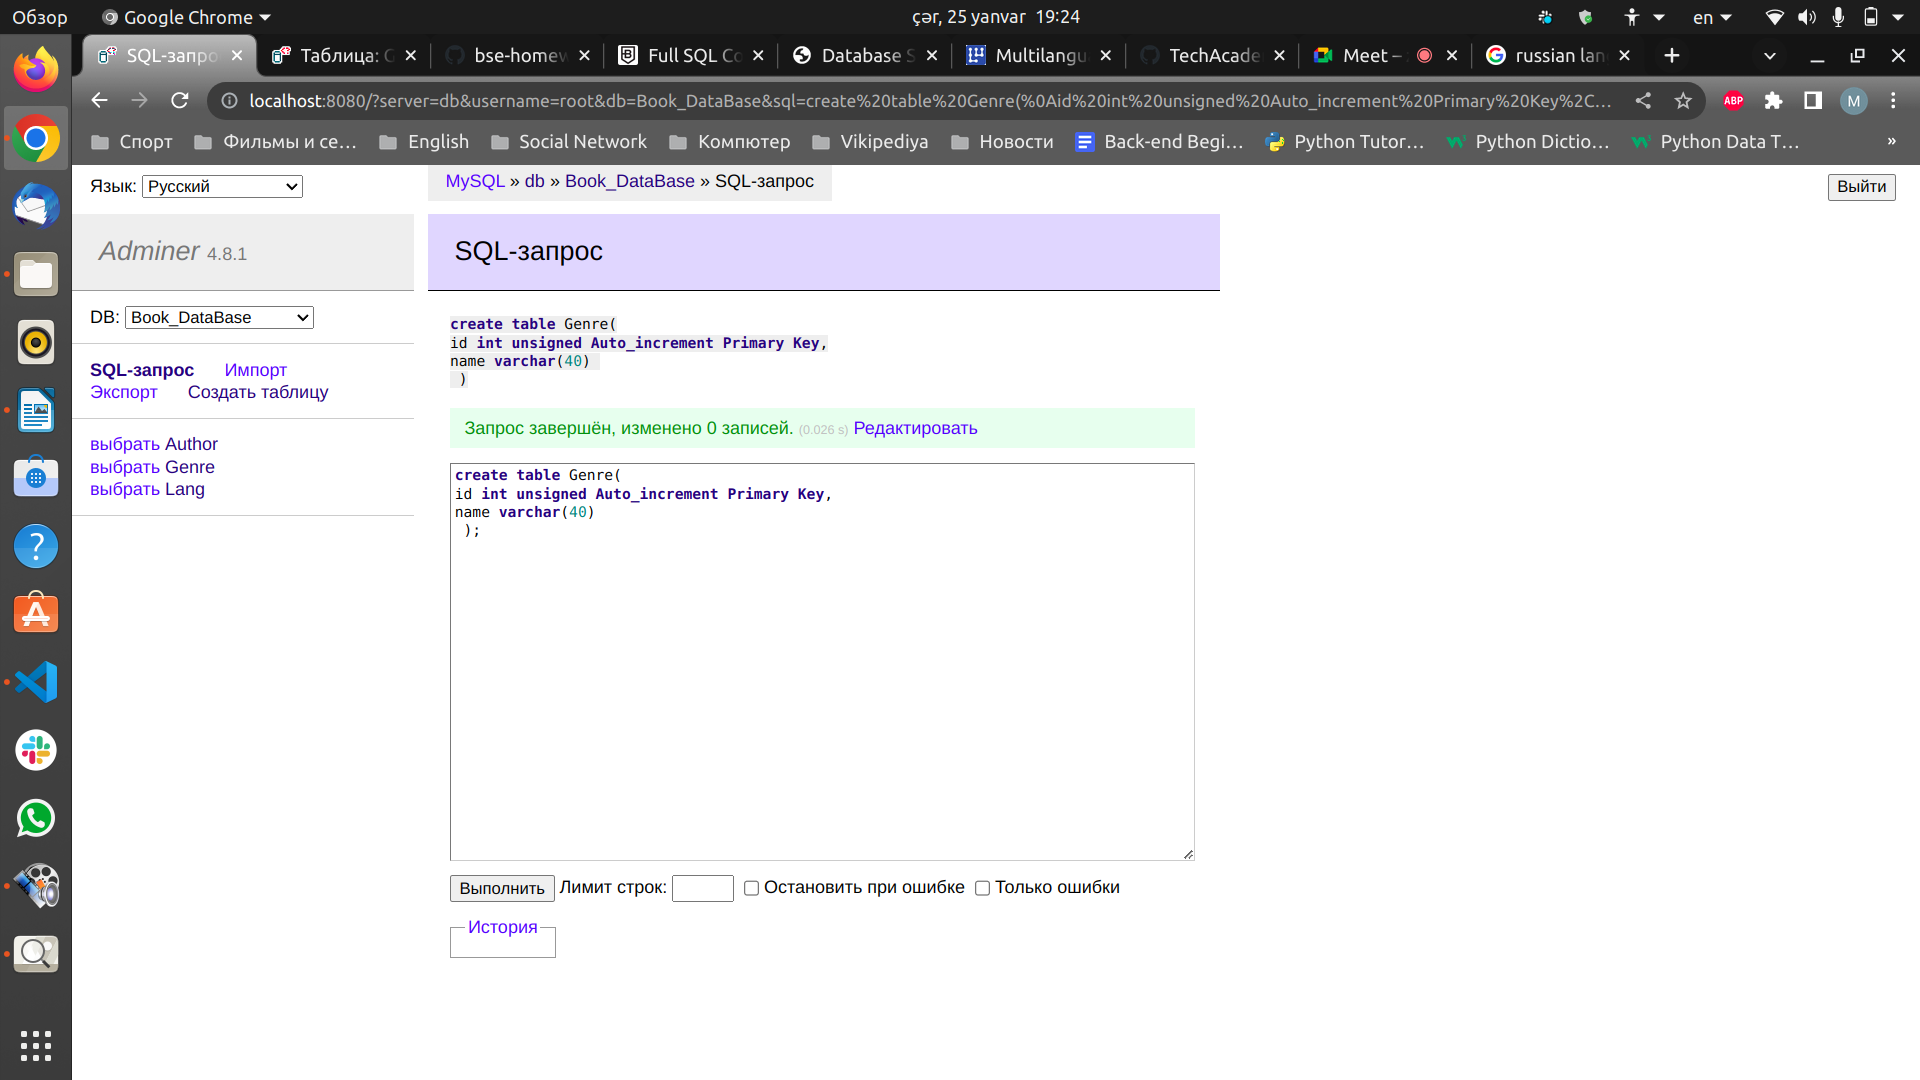 Обзор Google Chrome çər, 25 yanvar 19:24 en
SQL-запро Таблица: G bse-homew Full SQL Co Database S Multilangu TechAcade Meet – russian lan
localhost:8080/?server=db&username=root&db=Book_DataBase&sql=create%20table%20Genre(%0Aid%20int%20unsigned%20Auto_increment%20Primary%20Key%2C... ABP M
Спорт Фильмы и се... English Social Network Компютер Vikipediya Новости Back-end Begi... Python Tutor... Python Dictio... Python Data T... »
Язык: Русский MySQL » db » Book_DataBase » SQL-запрос Выйти
Adminer 4.8.1
SQL-запрос
DB: Book_DataBase
SQL-запрос Импорт
Экспорт Создать таблицу
выбрать Author
выбрать Genre
выбрать Lang
create table Genre(
id int unsigned Auto_increment Primary Key,
name varchar(40)
)
Запрос завершён, изменено 0 записей. (0.026 s) Редактировать
create table Genre(
id int unsigned Auto_increment Primary Key,
name varchar(40)
);
Выполнить Лимит строк: Остановить при ошибке Только ошибки
История